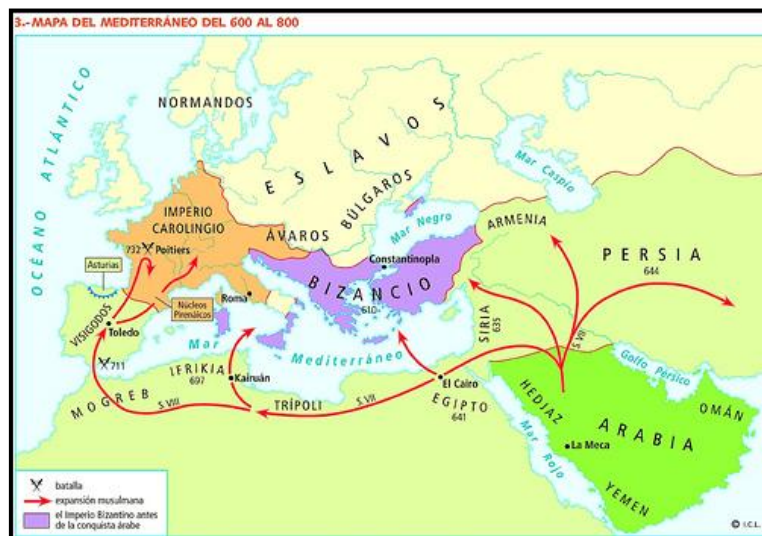 3.-MAPA DEL MEDITERRÁNEO DEL 600 AL 800
OCÉANO ATLÁNTICO
NORMANDOS
ESLAVOS
BÚLGAROS
Mar Caspio
IMPERIO
CAROLINGIO
ÁVAROS
Mar Negro
ARMENIA
732 Poitiers
Asturias
Constantinopla
PERSIA
644
BIZANCIO
610
Núcleos
Pirenáicos
Roma
VISIGODOS
Toledo
SIRIA
635
Mar Mediterráneo
711
IFRIKIA
697
Kairuán
MOGREB
S.VIII
TRÍPOLI
S.VII
El Cairo
EGIPTO
641
S.VII
Golfo Pérsico
HEDJAZ
ARABIA
OMÁN
La Meca
Mar Rojo
YEMEN
batalla
expansión musulmana
el Imperio Bizantino antes
de la conquista árabe
© I.C.L.